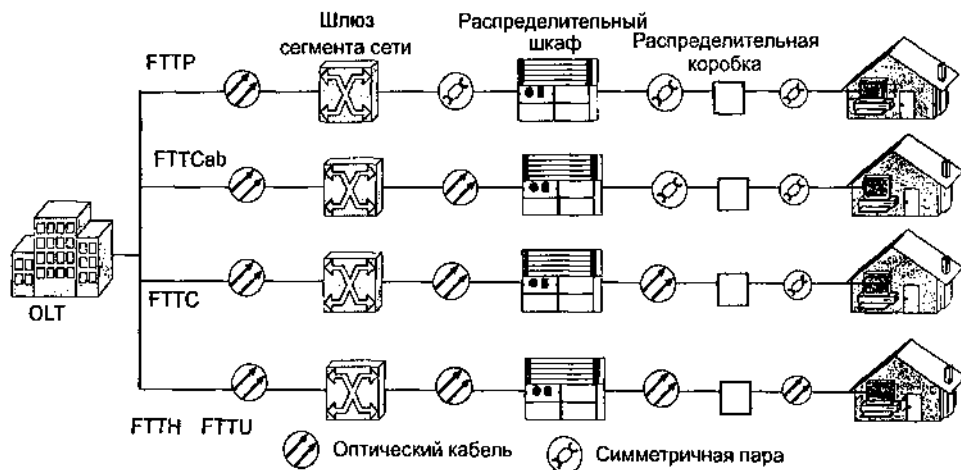 Шлюз
сегмента сети
Распределительный
шкаф
Распределительная
коробка
FTTP
FTTCab
OLT
FTTC
FTTH FTTU
Оптический кабель
Симметричная пара